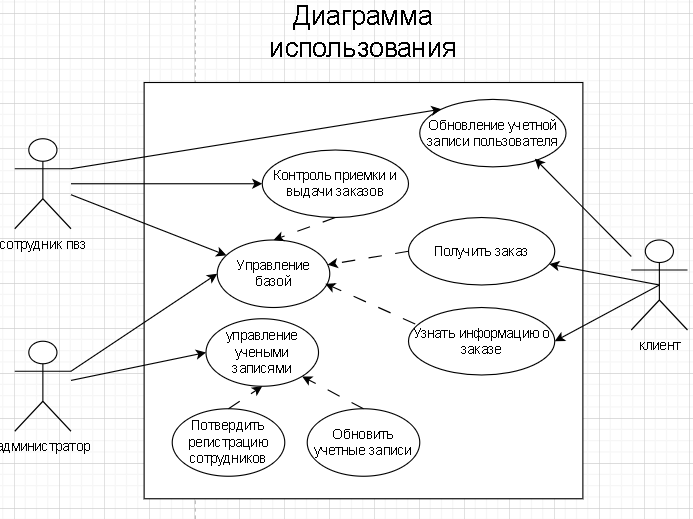 Диаграмма
использования
Обновление учетной
записи пользователя
Контроль приемки и
выдачи заказов
сотрудник пвз
Управление
базой
Получить заказ
Узнать информацию о
заказе
клиент
управление
учеными
записями
администратор
Потвердить
регистрацию
сотрудников
Обновить
учетные записи